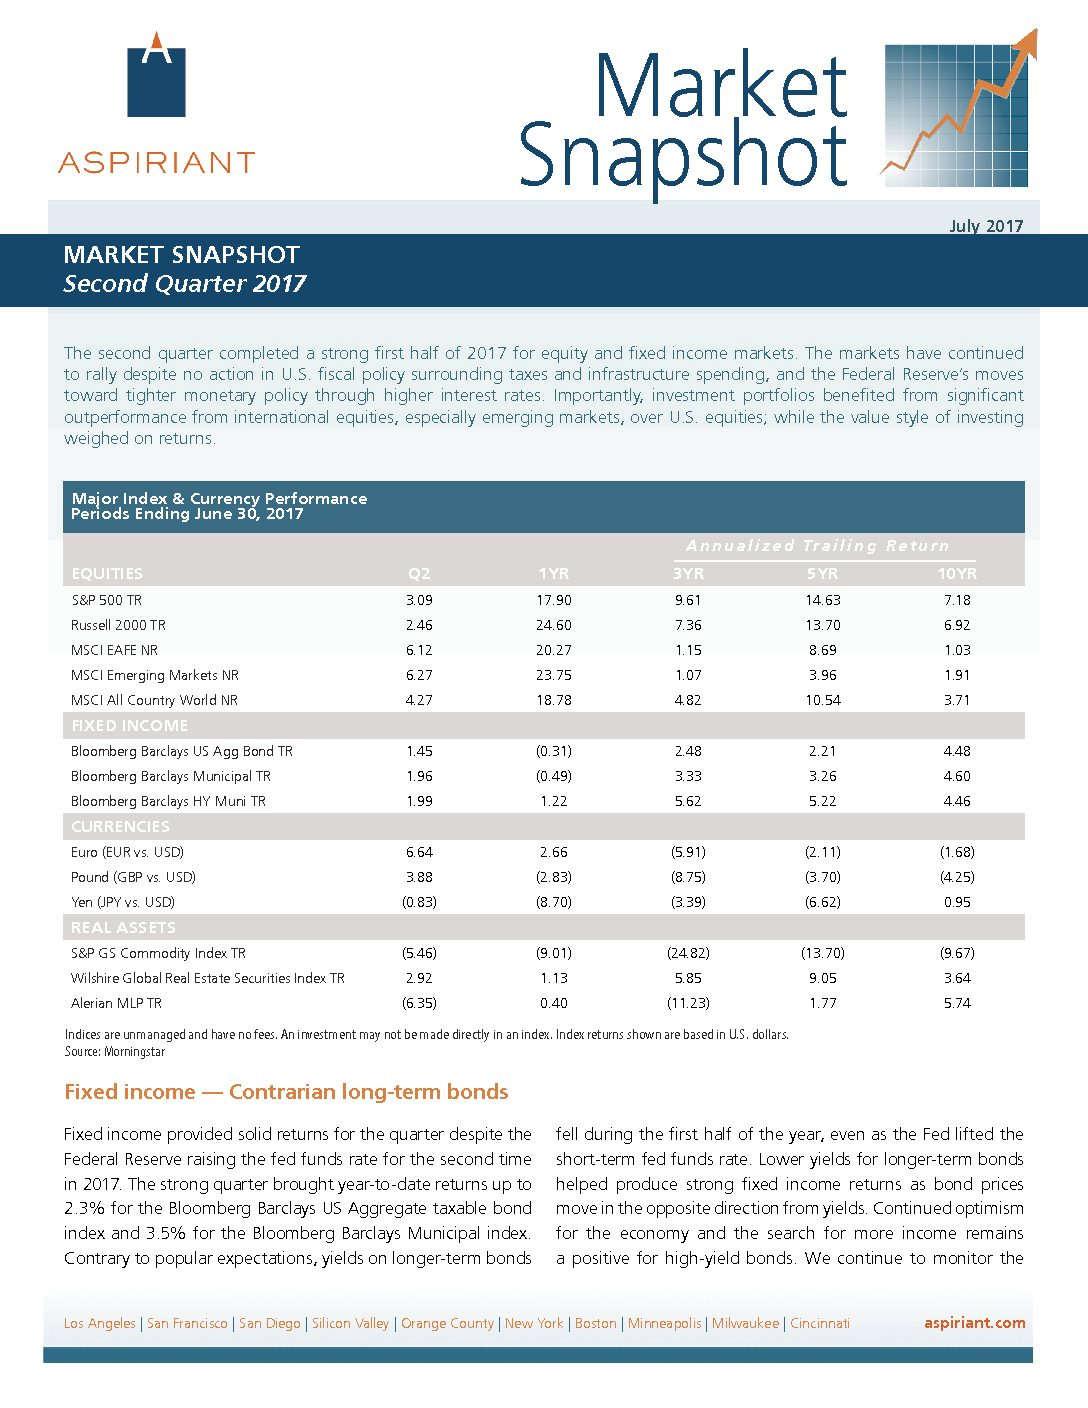 ASPIRIANT
Market
Snapshot
July 2017
MARKET SNAPSHOT
Second Quarter 2017
The second quarter completed a strong first half of 2017 for equity and fixed income markets. The markets have continued
to rally despite no action in U.S. fiscal policy surrounding taxes and infrastructure spending, and the Federal Reserve's moves
toward tighter monetary policy through higher interest rates. Importantly, investment portfolios benefited from significant
outperformance from international equities, especially emerging markets, over U.S. equities; while the value style of investing
weighed on returns.
Major Index & Currency Performance
Periods Ending June 30, 2017
Annualized Trailing Return
EQUITIES Q2 1YR 3YR 5YR 10YR
S&P 500 TR 3.09 17.90 9.61 14.63 7.18
Russell 2000 TR 2.46 24.60 7.36 13.70 6.92
MSCI EAFE NR 6.12 20.27 1.15 8.69 1.03
MSCI Emerging Markets NR 6.27 23.75 1.07 3.96 1.91
MSCI All Country World NR 4.27 18.78 4.82 10.54 3.71
FIXED INCOME
Bloomberg Barclays US Agg Bond TR 1.45 (0.31) 2.48 2.21 4.48
Bloomberg Barclays Municipal TR 1.96 (0.49) 3.33 3.26 4.60
Bloomberg Barclays HY Muni TR 1.99 1.22 5.62 5.22 4.46
CURRENCIES
Euro (EUR vs. USD) 6.64 2.66 (5.91) (2.11) (1.68)
Pound (GBP vs. USD) 3.88 (2.83) (8.75) (3.70) (4.25)
Yen (JPY vs. USD) (0.83) (8.70) (3.39) (6.62) 0.95
REAL ASSETS
S&P GS Commodity Index TR (5.46) (9.01) (24.82) (13.70) (9.67)
Wilshire Global Real Estate Securities Index TR 2.92 1.13 5.85 9.05 3.64
Alerian MLP TR (6.35) 0.40 (11.23) 1.77 5.74
Indices are unmanaged and have no fees. An investment may not be made directly in an index. Index returns shown are based in U.S. dollars.
Source: Morningstar
Fixed income — Contrarian long-term bonds
Fixed income provided solid returns for the quarter despite the
Federal Reserve raising the fed funds rate for the second time
in 2017. The strong quarter brought year-to-date returns up to
2.3% for the Bloomberg Barclays US Aggregate taxable bond
index and 3.5% for the Bloomberg Barclays Municipal index.
Contrary to popular expectations, yields on longer-term bonds
fell during the first half of the year, even as the Fed lifted the
short-term fed funds rate. Lower yields for longer-term bonds
helped produce strong fixed income returns as bond prices
move in the opposite direction from yields. Continued optimism
for the economy and the search for more income remains
a positive for high-yield bonds. We continue to monitor the
Los Angeles | San Francisco | San Diego | Silicon Valley | Orange County | New York | Boston | Minneapolis | Milwaukee | Cincinnati
aspiriant.com